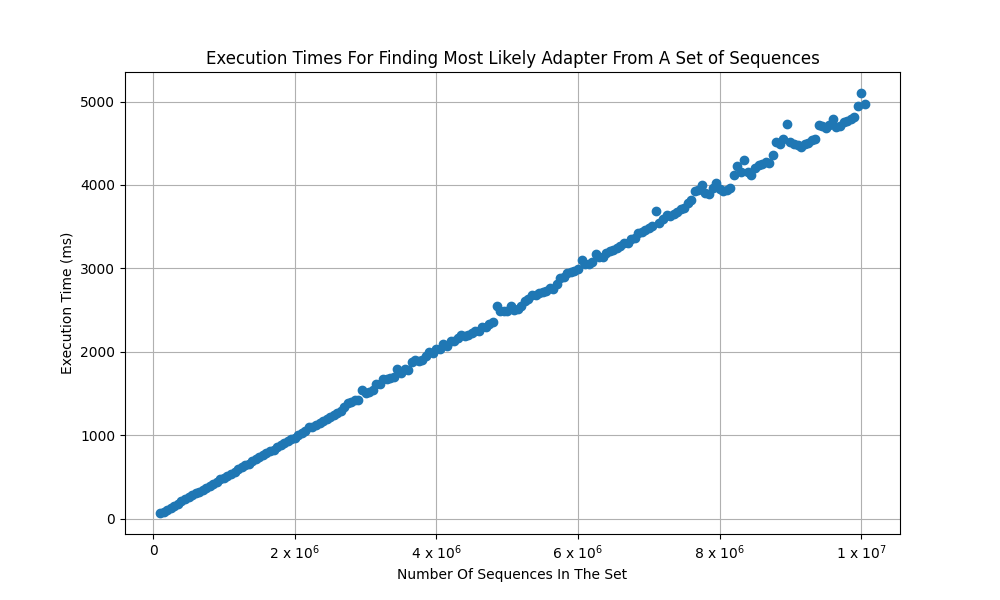 Execution Times For Finding Most Likely Adapter From A Set of Sequences
5000
4000
3000
2000
1000
0
Execution Time (ms)
0 2 x 10⁶ 4 x 10⁶ 6 x 10⁶ 8 x 10⁶ 1 x 10⁷
Number Of Sequences In The Set